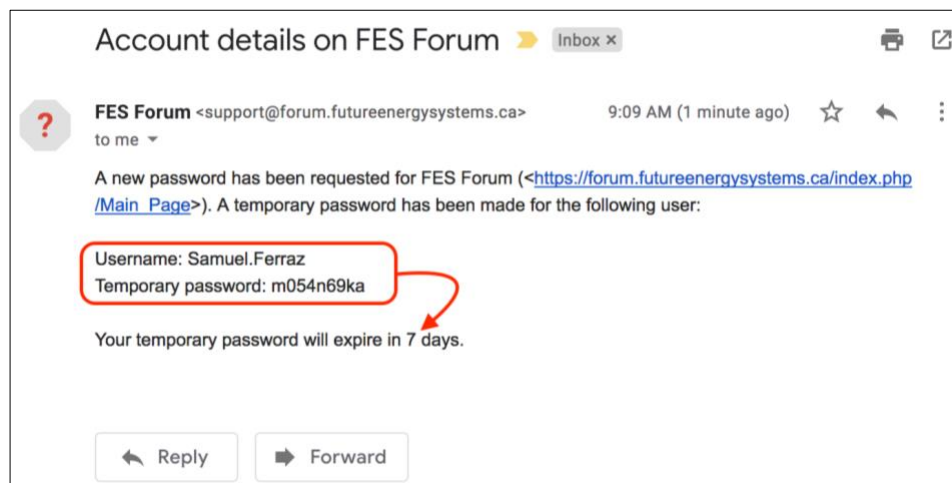 Account details on FES Forum Inbox ×
?
FES Forum <support@forum.futureenergysystems.ca> 9:09 AM (1 minute ago)
to me
A new password has been requested for FES Forum (<https://forum.futureenergysystems.ca/index.php
/Main_Page>). A temporary password has been made for the following user:
Username: Samuel.Ferraz
Temporary password: m054n69ka
Your temporary password will expire in 7 days.
Reply Forward